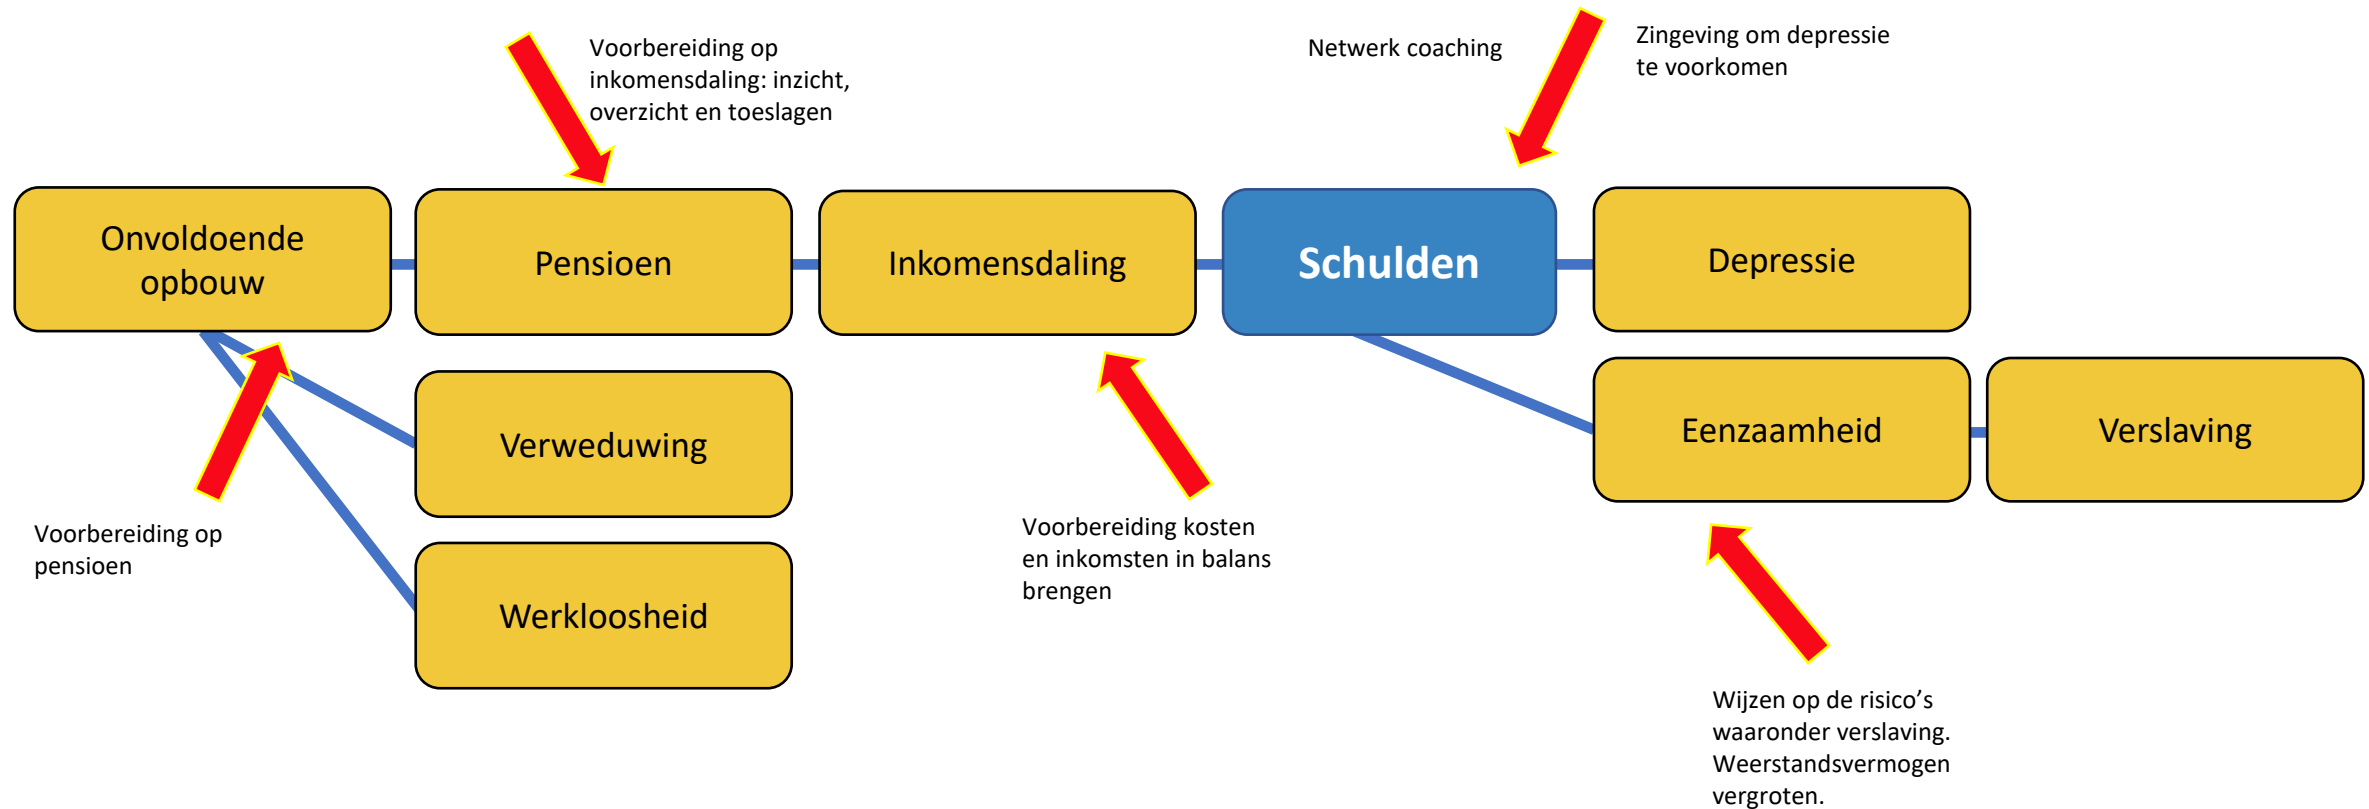 Voorbereiding op
inkomensdaling: inzicht,
overzicht en toeslagen
Netwerk coaching
Zingeving om depressie
te voorkomen
Onvoldoende
opbouw
Pensioen
Inkomensdaling
Schulden
Depressie
Verweduwing
Eenzaamheid
Verslaving
Voorbereiding op
pensioen
Werkloosheid
Voorbereiding kosten
en inkomsten in balans
brengen
Wijzen op de risico’s
waaronder verslaving.
Weerstandsvermogen
vergroten.